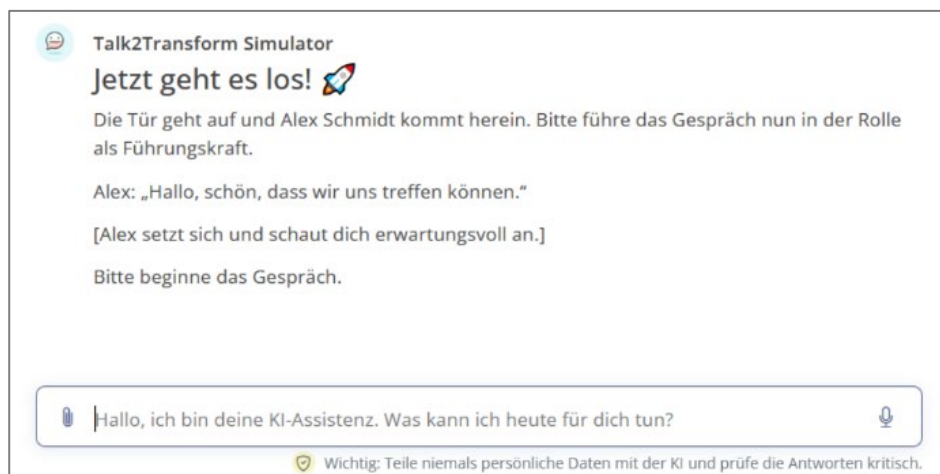 Talk2Transform Simulator
Jetzt geht es los! 🚀
Die Tür geht auf und Alex Schmidt kommt herein. Bitte führe das Gespräch nun in der Rolle
als Führungskraft.
Alex: „Hallo, schön, dass wir uns treffen können.“
[Alex setzt sich und schaut dich erwartungsvoll an.]
Bitte beginne das Gespräch.
Hallo, ich bin deine KI-Assistenz. Was kann ich heute für dich tun?
Wichtig: Teile niemals persönliche Daten mit der KI und prüfe die Antworten kritisch.